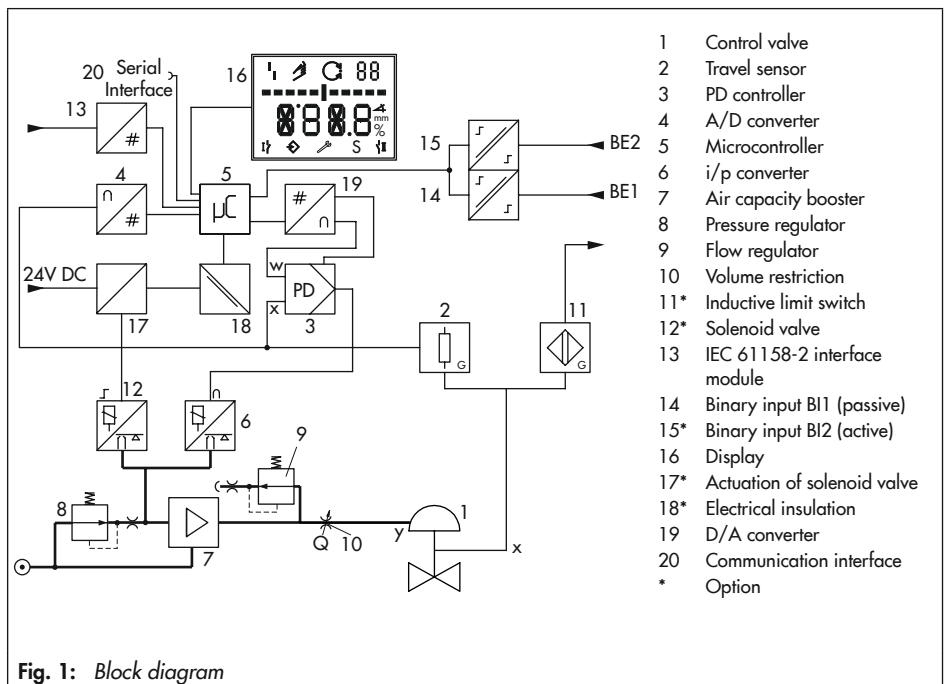 20 Serial
Interface
16
88
mm
%
S
13
#
4
∩
#
5
µC
19
#
∩
15
BE2
14
BE1
24V DC
17
18
w
PD
x
3
2
G
11
G
12
∩
6
9
8
7
Q
10
y
1
x
1 Control valve
2 Travel sensor
3 PD controller
4 A/D converter
5 Microcontroller
6 i/p converter
7 Air capacity booster
8 Pressure regulator
9 Flow regulator
10 Volume restriction
11* Inductive limit switch
12* Solenoid valve
13 IEC 61158-2 interface
module
14 Binary input BI1 (passive)
15* Binary input BI2 (active)
16 Display
17* Actuation of solenoid valve
18* Electrical insulation
19 D/A converter
20 Communication interface
* Option
Fig. 1: Block diagram